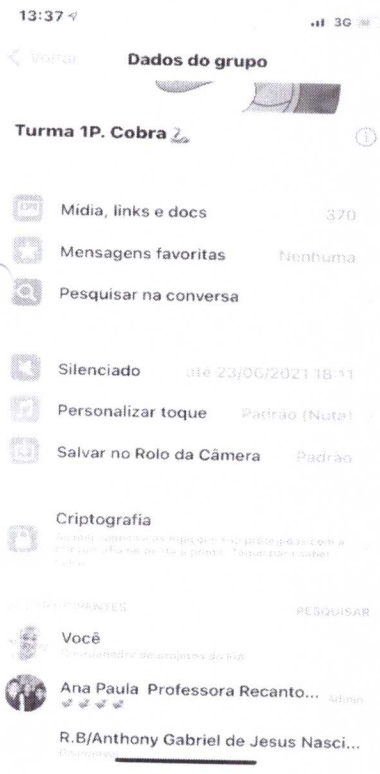 13:37
3G
Voltar
Dados do grupo
Turma 1P. Cobra
Mídia, links e docs 370
Mensagens favoritas Nenhuma
Pesquisar na conversa
Silenciado até 23/06/2021 18:11
Personalizar toque Padrão (Nota)
Salvar no Rolo da Câmera Padrão
Criptografia
PARTICIPANTES PESQUISAR
Você
Ana Paula Professora Recanto... Admin
R.B/Anthony Gabriel de Jesus Nasci...